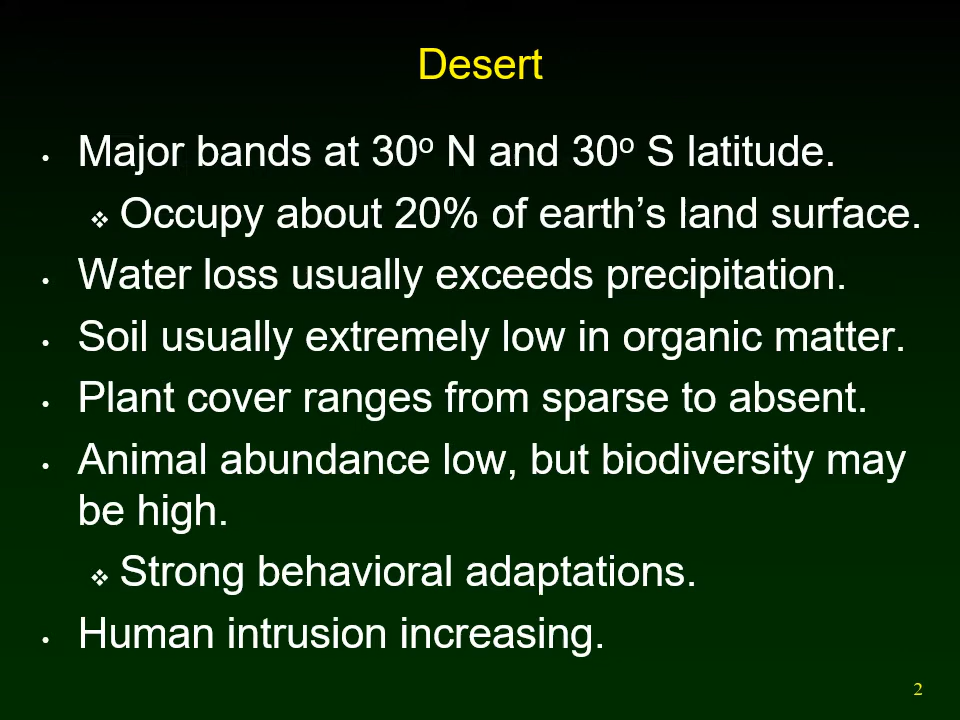 Desert
• Major bands at 30º N and 30º S latitude.
❖ Occupy about 20% of earth’s land surface.
• Water loss usually exceeds precipitation.
• Soil usually extremely low in organic matter.
• Plant cover ranges from sparse to absent.
• Animal abundance low, but biodiversity may
be high.
❖ Strong behavioral adaptations.
• Human intrusion increasing.
2